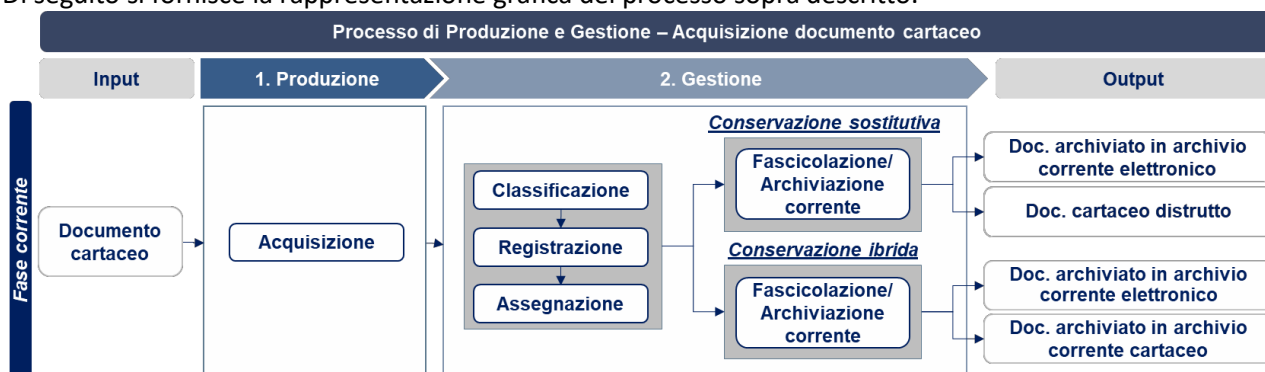 Di seguito si fornisce la rappresentazione grafica del processo sopra descritto.
Processo di Produzione e Gestione – Acquisizione documento cartaceo
Input
1. Produzione
2. Gestione
Output
Fase corrente
Documento
cartaceo
Acquisizione
Classificazione
Registrazione
Assegnazione
Conservazione sostitutiva
Fascicolazione/
Archiviazione
corrente
Conservazione ibrida
Fascicolazione/
Archiviazione
corrente
Doc. archiviato in archivio
corrente elettronico
Doc. cartaceo distrutto
Doc. archiviato in archivio
corrente elettronico
Doc. archiviato in archivio
corrente cartaceo